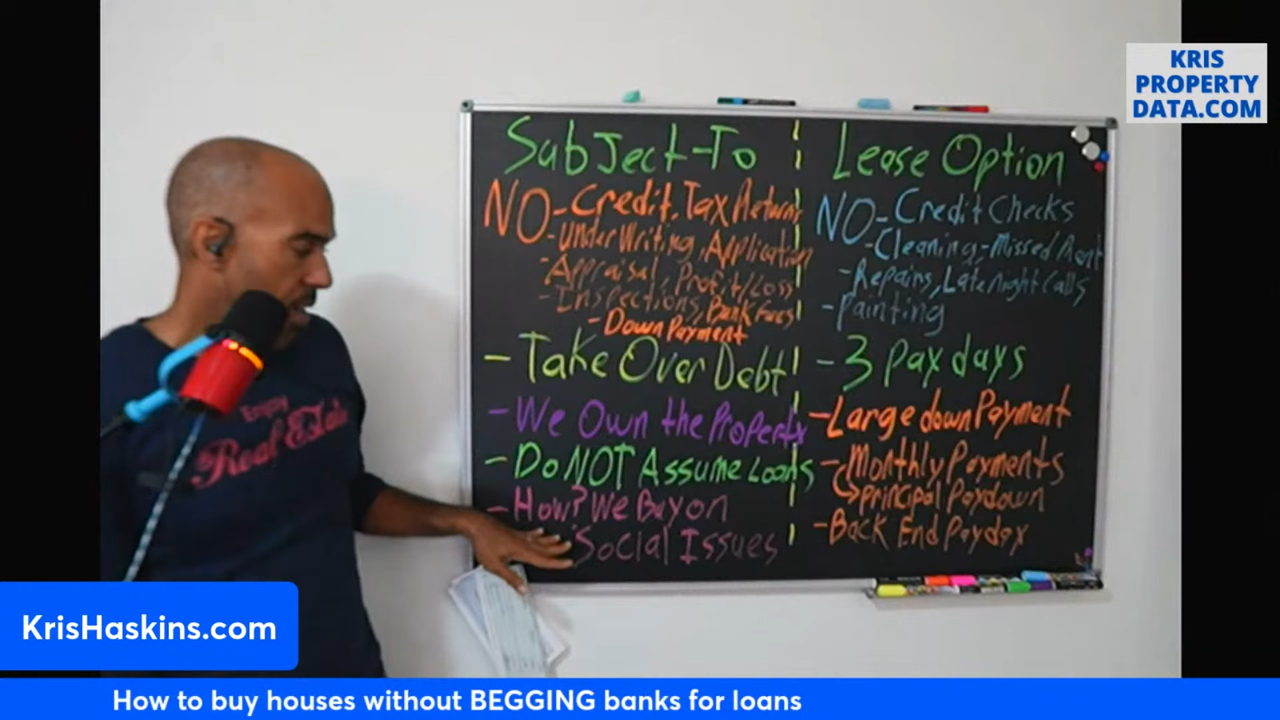 KRIS
PROPERTY
DATA.COM
Subject-To
NO-Credit, Tax Returns
-Underwriting, Application
-Appraisal, Profit/Loss
-Inspections, Bank Fees
-Down Payment
-Take Over Debt
-We Own the Property
-Do NOT Assume Loans
-How? We Buy on
Social Issues
Lease Option
NO-Credit Checks
-Cleaning-Missed Rent
-Repairs, Late Night Calls
-Painting
-3 paydays
-Large down Payment
-Monthly Payments
principal Paydown
-Back End Payday
Enjoy
Real Estate
KrisHaskins.com
How to buy houses without BEGGING banks for loans